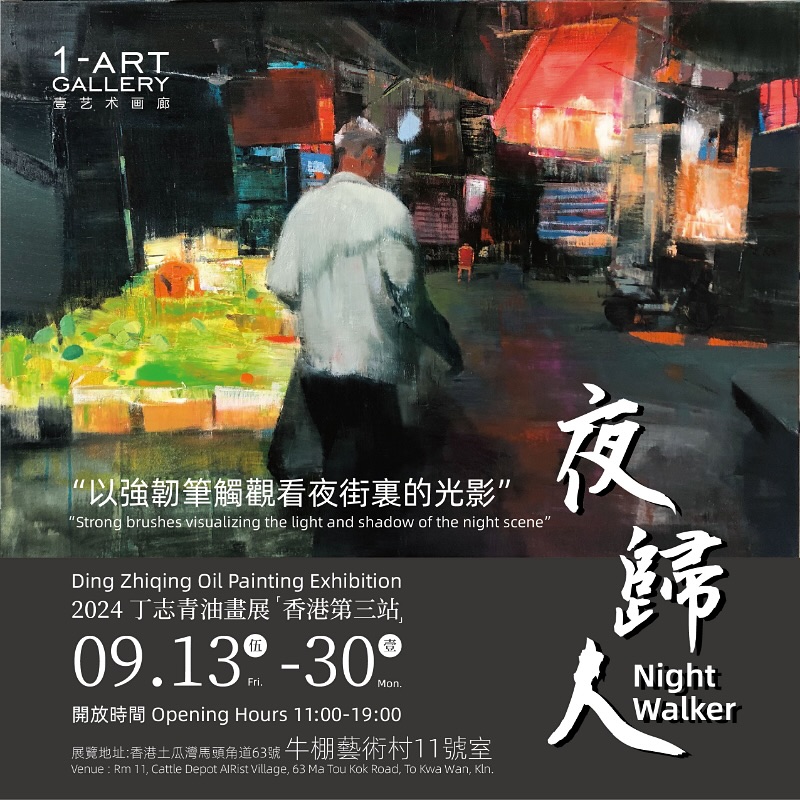 1-ART
GALLERY
壹艺术画廊
“以強韌筆觸觀看夜街裏的光影”
“Strong brushes visualizing the light and shadow of the night scene”
夜歸人
Night
Walker
Ding Zhiqing Oil Painting Exhibition
2024 丁志青油畫展「香港第三站」
09.13 伍 Fri. -30 壹 Mon.
開放時間 Opening Hours 11:00-19:00
展覽地址:香港土瓜灣馬頭角道63號 牛棚藝術村11號室
Venue : Rm 11, Cattle Depot AIRist Village, 63 Ma Tou Kok Road, To Kwa Wan, Kln.